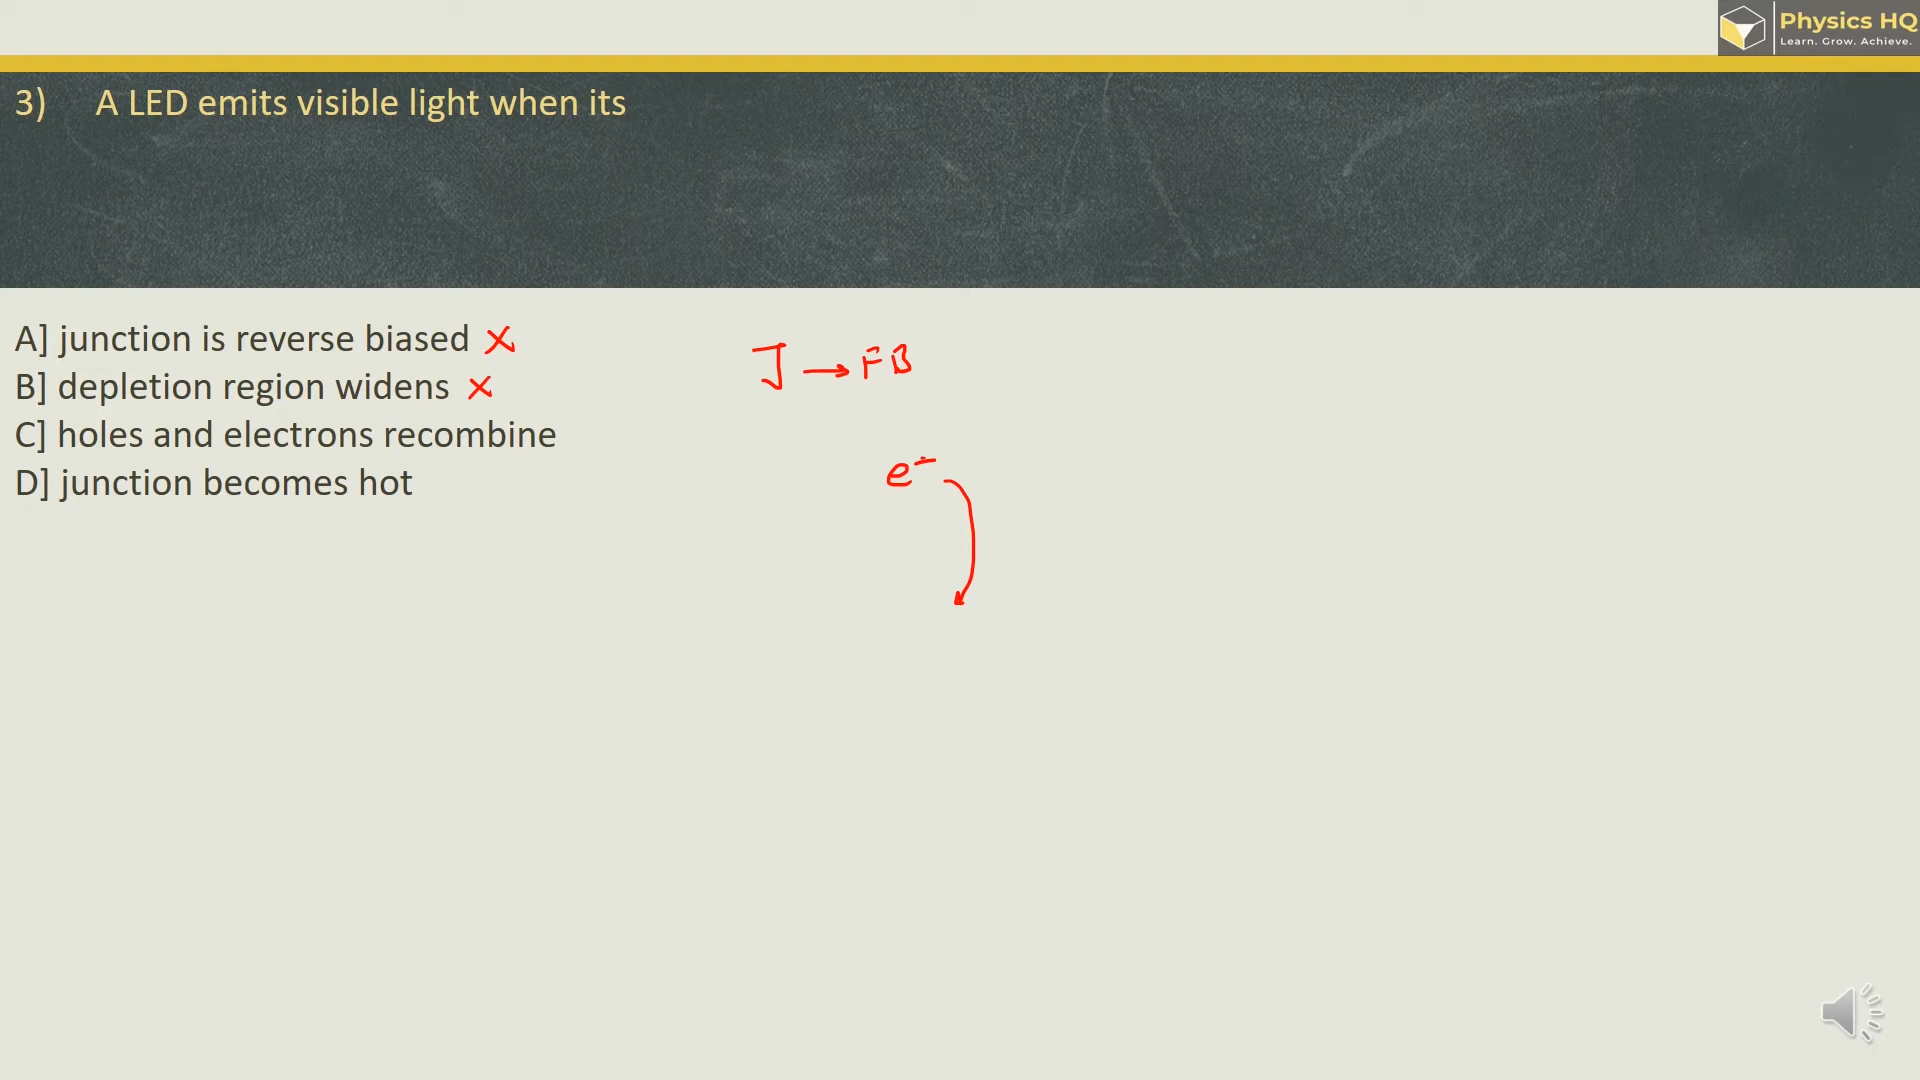 Physics HQ
Learn. Grow. Achieve.
3) A LED emits visible light when its
A] junction is reverse biased X
B] depletion region widens X
C] holes and electrons recombine
D] junction becomes hot
J → FB
e⁻